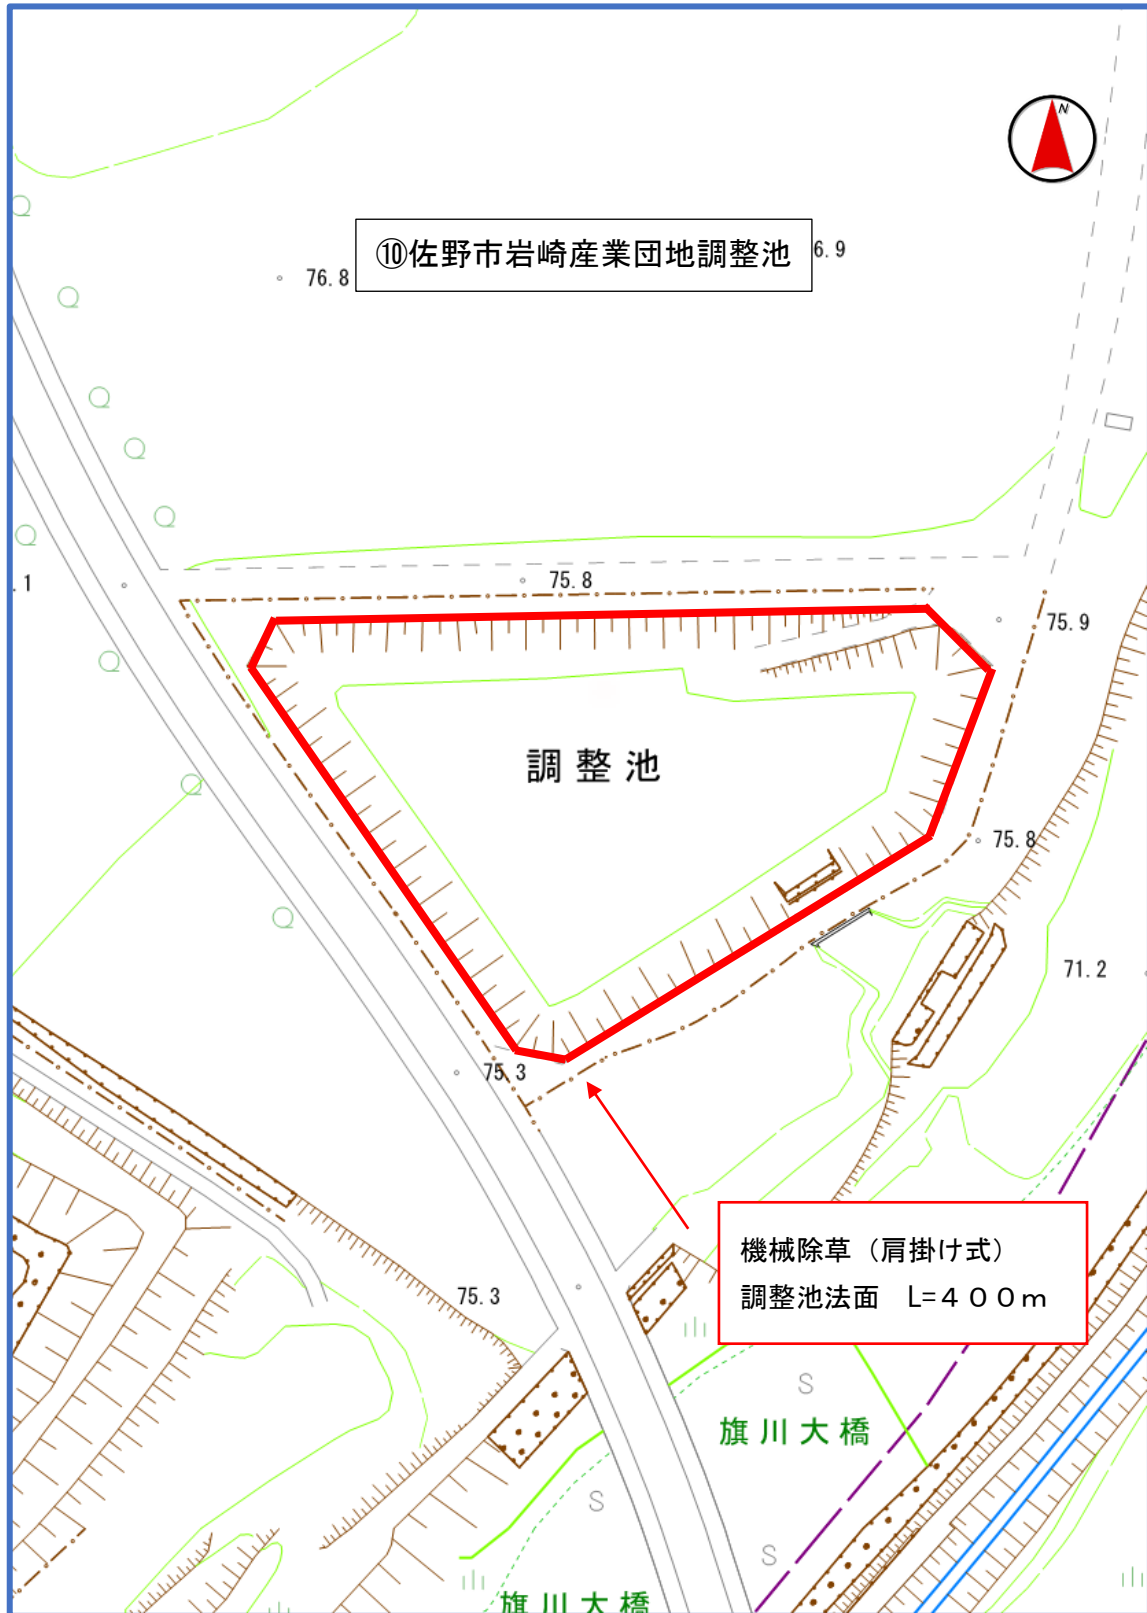 N
⑩佐野市岩崎産業団地調整池
6.9
76.8
.1
75.8
75.9
調整池
75.8
71.2
75.3
機械除草（肩掛け式）
調整池法面　L=４００ｍ
75.3
S
旗川大橋
S
S
旗川大橋